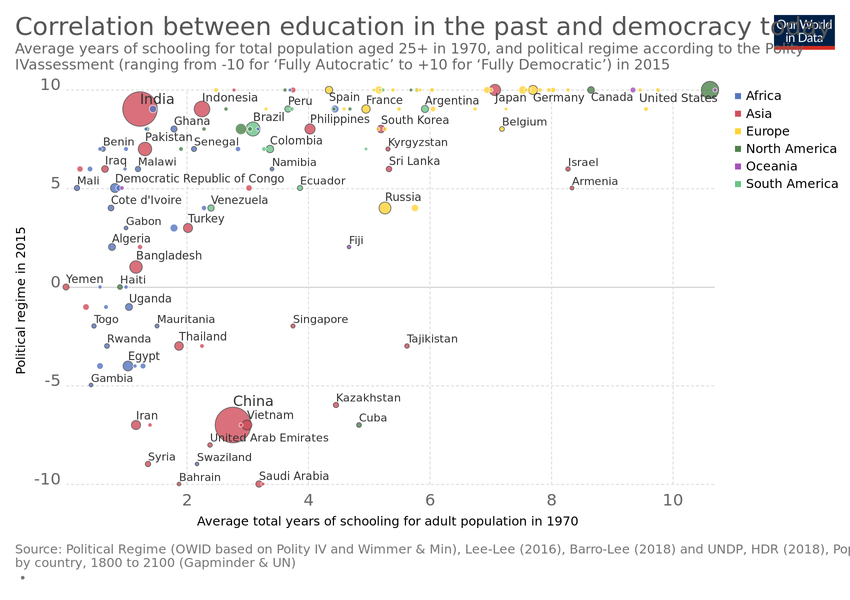 Correlation between education in the past and democracy today
Our World
in Data
Average years of schooling for total population aged 25+ in 1970, and political regime according to the Polity
IVassessment (ranging from -10 for ‘Fully Autocratic’ to +10 for ‘Fully Democratic’) in 2015
10
India
Indonesia
Peru
Spain
France
Argentina
Japan
Germany
Canada
United States
Africa
Asia
Europe
North America
Oceania
South America
Ghana
Brazil
Philippines
South Korea
Belgium
Benin
Pakistan
Senegal
Colombia
Kyrgyzstan
Iraq
Malawi
Namibia
Sri Lanka
Israel
Mali
Democratic Republic of Congo
Ecuador
Armenia
5
Cote d'Ivoire
Venezuela
Russia
Gabon
Turkey
Algeria
Fiji
Bangladesh
Yemen
Haiti
0
Uganda
Togo
Mauritania
Singapore
Rwanda
Thailand
Tajikistan
Egypt
Gambia
-5
China
Kazakhstan
Iran
Vietnam
Cuba
United Arab Emirates
Syria
Swaziland
Bahrain
Saudi Arabia
-10
Political regime in 2015
2
4
6
8
10
Average total years of schooling for adult population in 1970
Source: Political Regime (OWID based on Polity IV and Wimmer & Min), Lee-Lee (2016), Barro-Lee (2018) and UNDP, HDR (2018),
by country, 1800 to 2100 (Gapminder & UN)
•